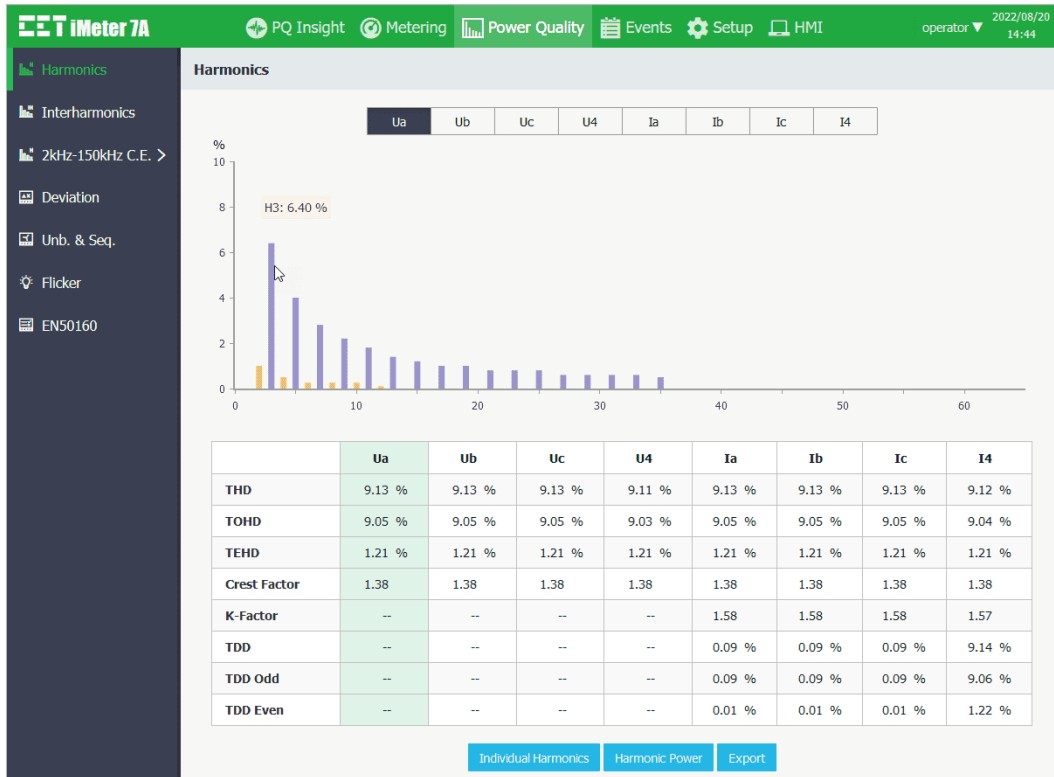 CET iMeter 7A PQ Insight Metering Power Quality Events Setup HMI operator 2022/08/20
14:44
Harmonics
Interharmonics
2kHz-150kHz C.E.
Deviation
Unb. & Seq.
Flicker
EN50160
Harmonics
Ua Ub Uc U4 Ia Ib Ic I4
%
10
8
H3: 6.40 %
6
4
2
0
0 10 20 30 40 50 60
Ua Ub Uc U4 Ia Ib Ic I4
THD 9.13 % 9.13 % 9.13 % 9.11 % 9.13 % 9.13 % 9.13 % 9.12 %
TOHD 9.05 % 9.05 % 9.05 % 9.03 % 9.05 % 9.05 % 9.05 % 9.04 %
TEHD 1.21 % 1.21 % 1.21 % 1.21 % 1.21 % 1.21 % 1.21 % 1.21 %
Crest Factor 1.38 1.38 1.38 1.38 1.38 1.38 1.38 1.38
K-Factor -- -- -- -- 1.58 1.58 1.58 1.57
TDD -- -- -- -- 0.09 % 0.09 % 0.09 % 9.14 %
TDD Odd -- -- -- -- 0.09 % 0.09 % 0.09 % 9.06 %
TDD Even -- -- -- -- 0.01 % 0.01 % 0.01 % 1.22 %
Individual Harmonics Harmonic Power Export